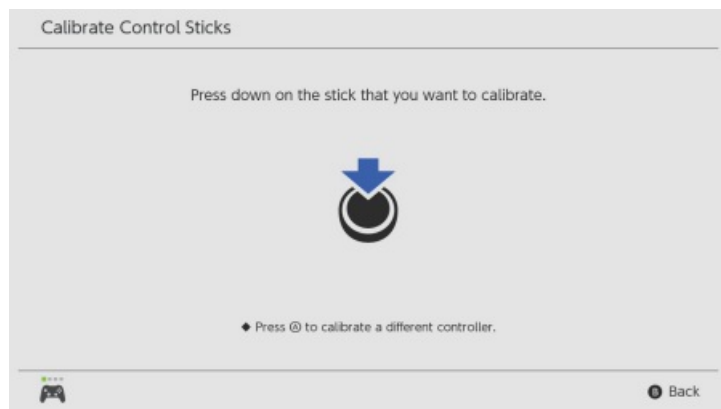 Calibrate Control Sticks
Press down on the stick that you want to calibrate.
◆ Press Ⓐ to calibrate a different controller.
Ⓑ Back